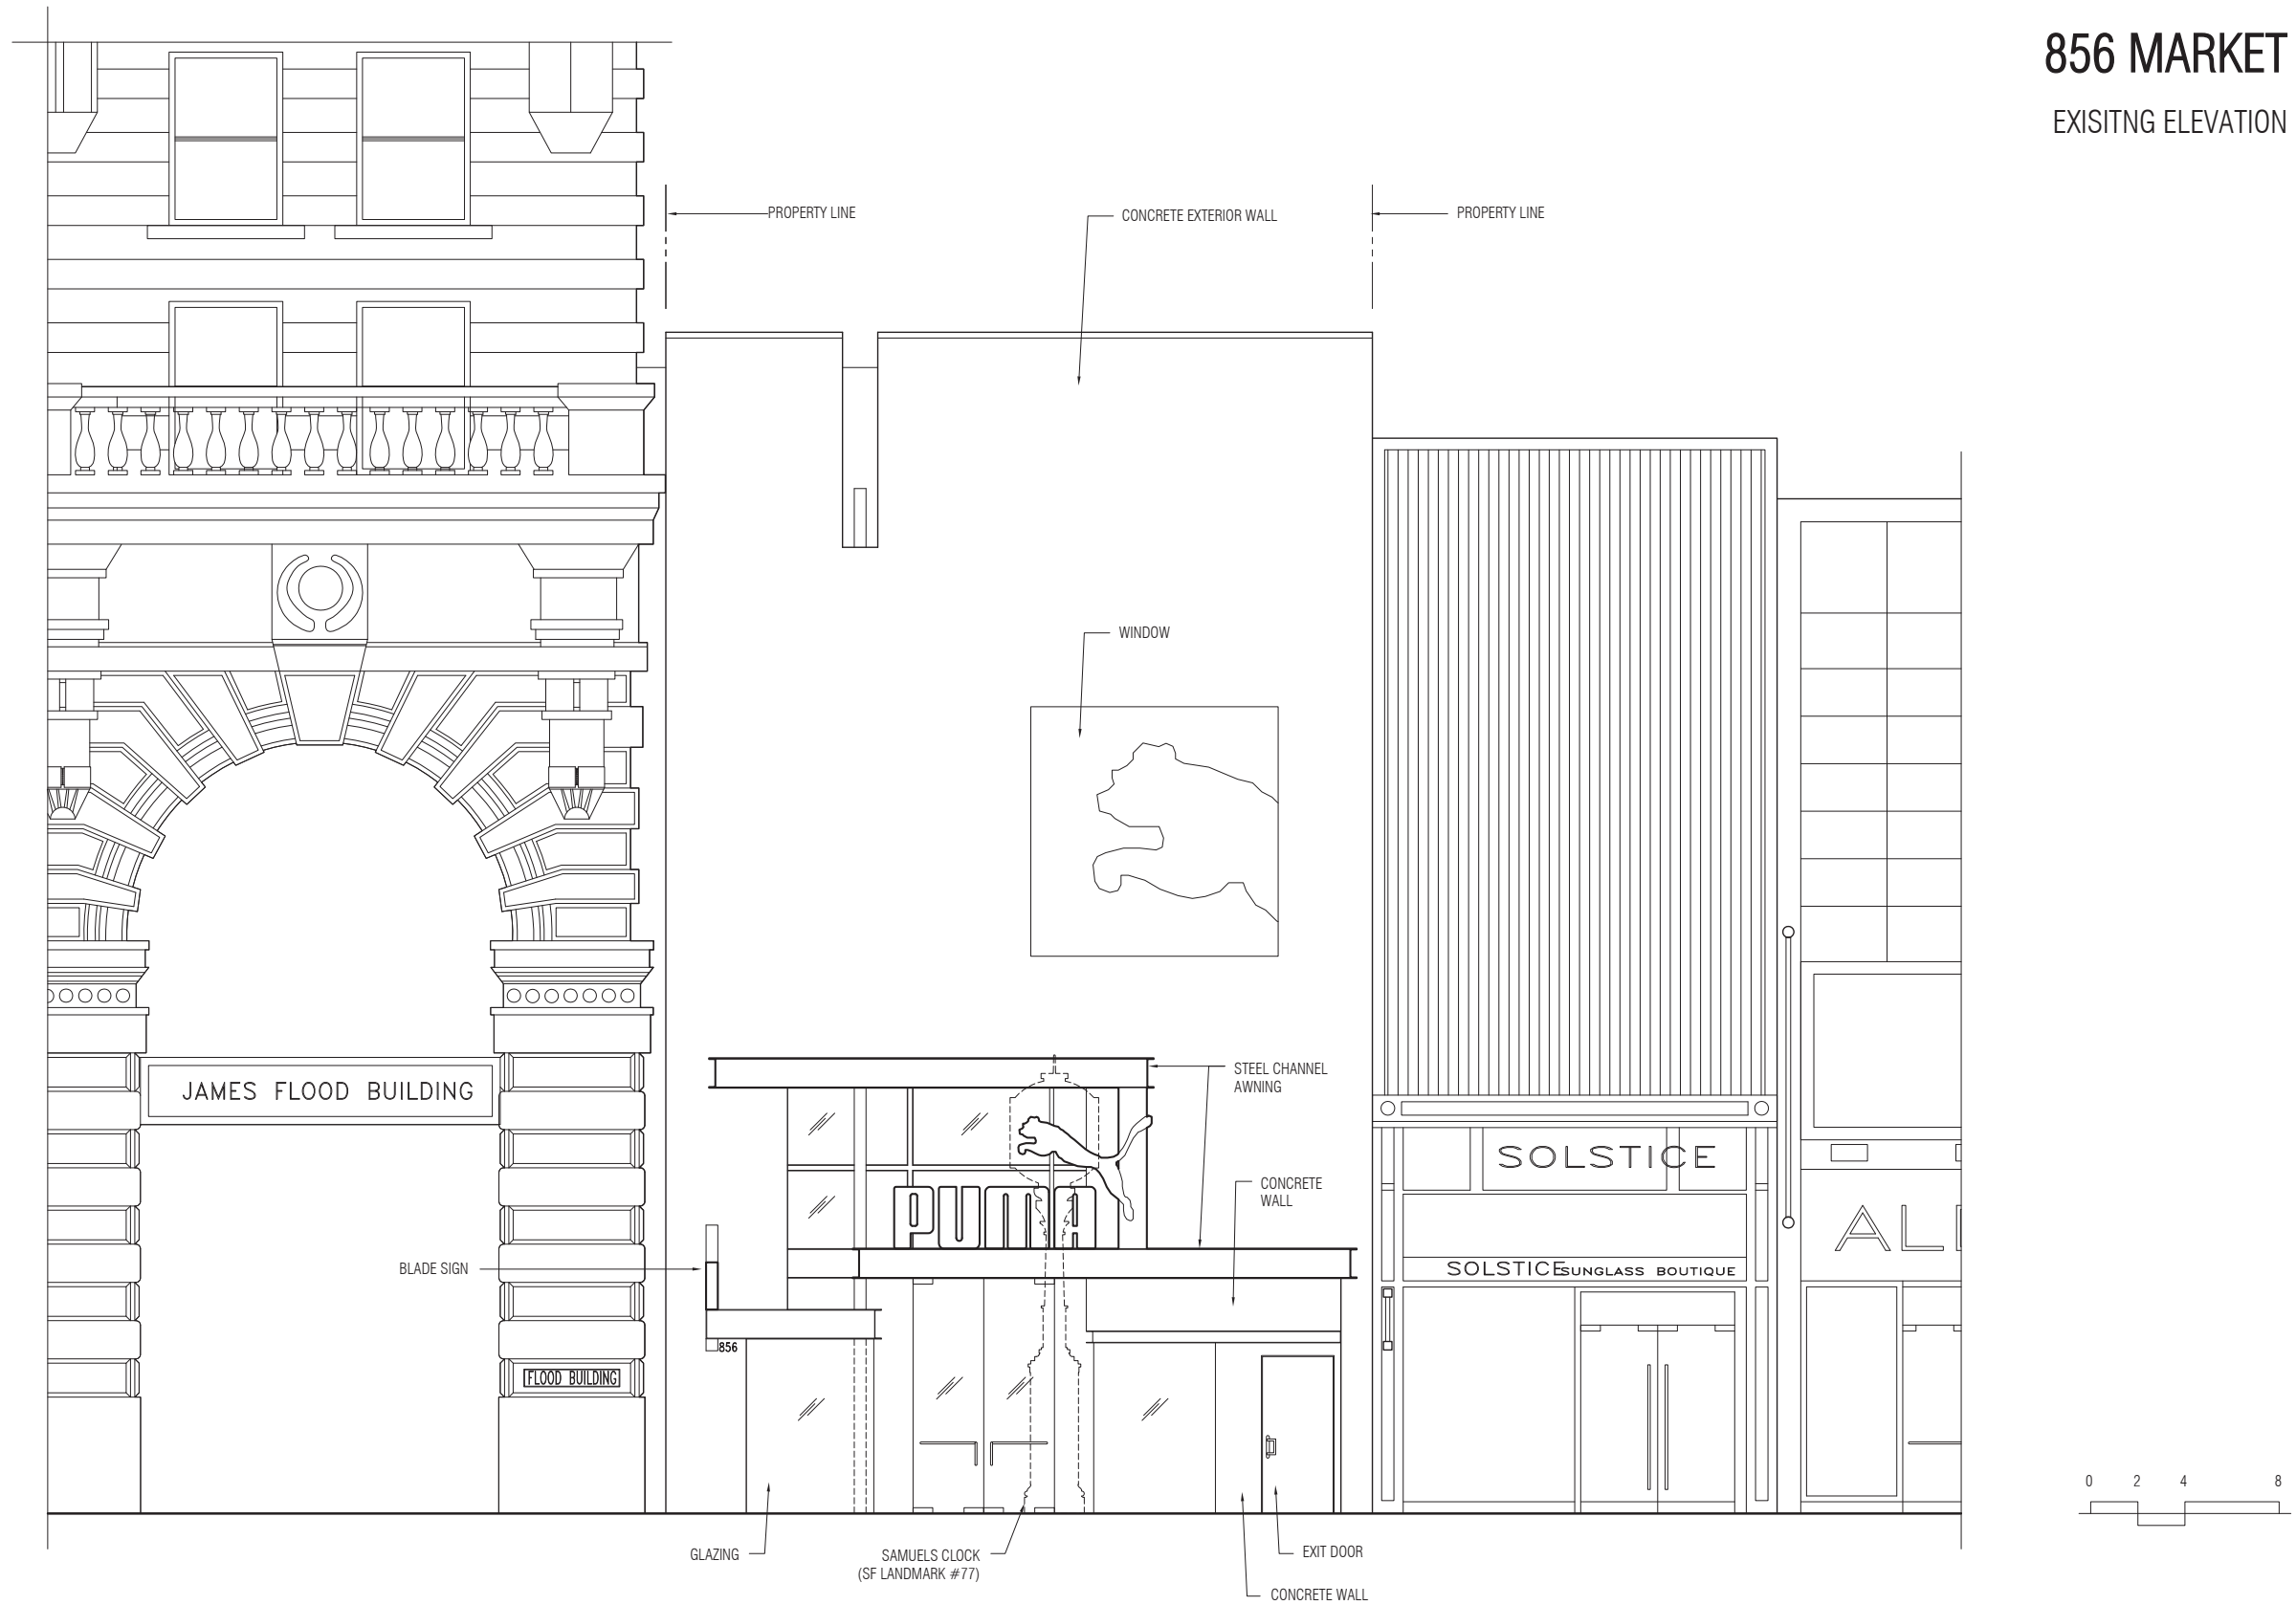 856 MARKET
EXISITNG ELEVATION
PROPERTY LINE
CONCRETE EXTERIOR WALL
PROPERTY LINE
WINDOW
STEEL CHANNEL
AWNING
JAMES FLOOD BUILDING
SOLSTICE
CONCRETE
WALL
PUMA
BLADE SIGN
SOLSTICE SUNGLASS BOUTIQUE
856
FLOOD BUILDING
0 2 4 8
GLAZING
SAMUELS CLOCK
(SF LANDMARK #77)
EXIT DOOR
CONCRETE WALL